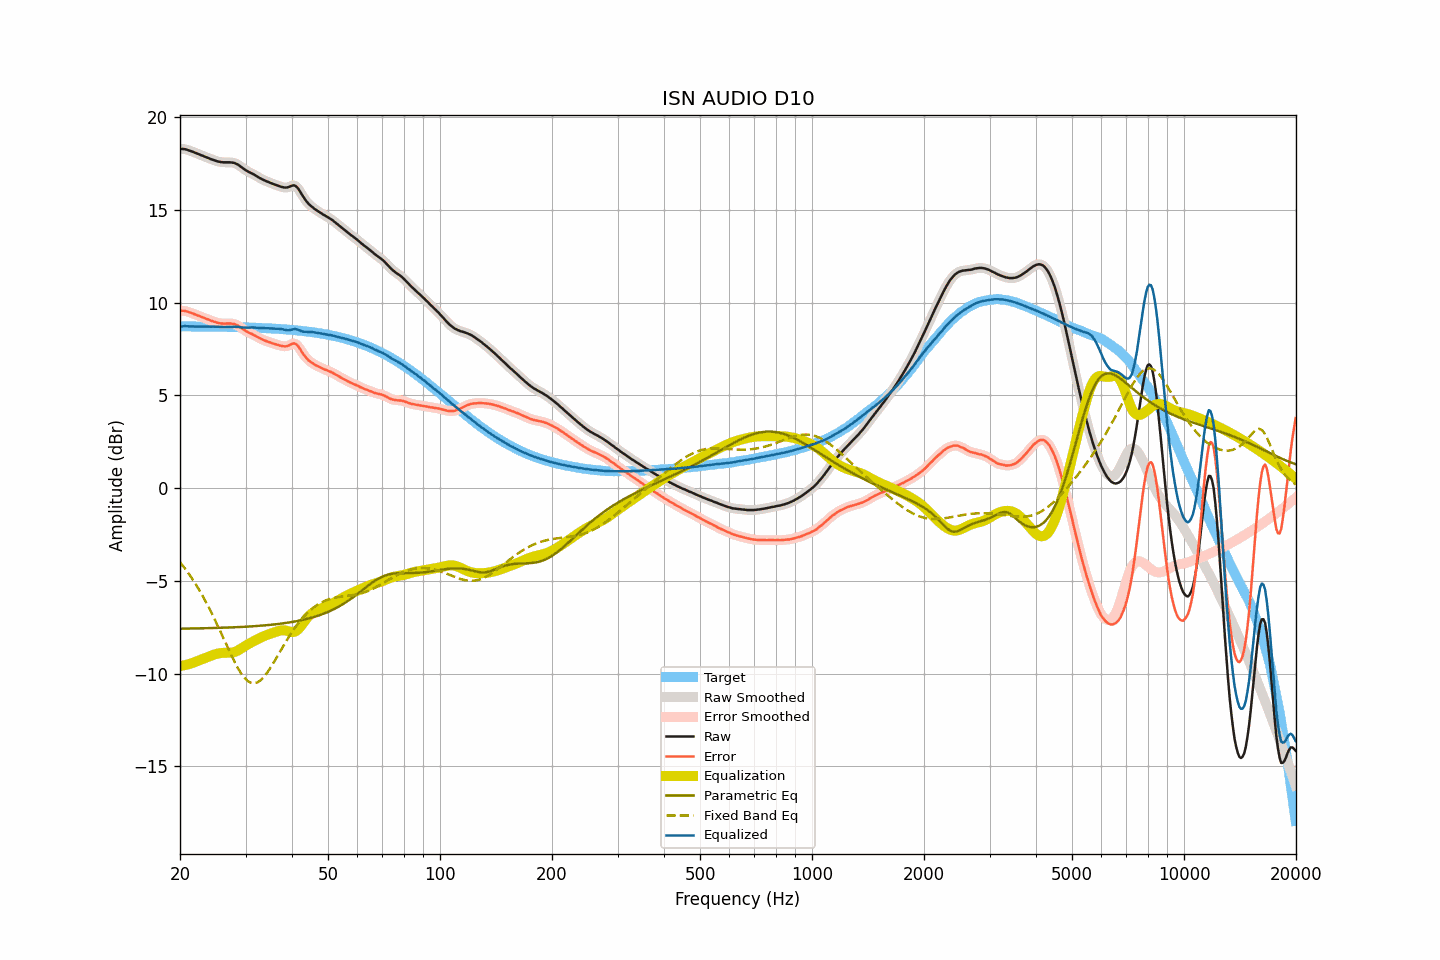 ISN AUDIO D10
20
15
10
5
0
−5
−10
−15
Amplitude (dBr)
Target
Raw Smoothed
Error Smoothed
Raw
Error
Equalization
Parametric Eq
Fixed Band Eq
Equalized
20 50 100 200 500 1000 2000 5000 10000 20000
Frequency (Hz)